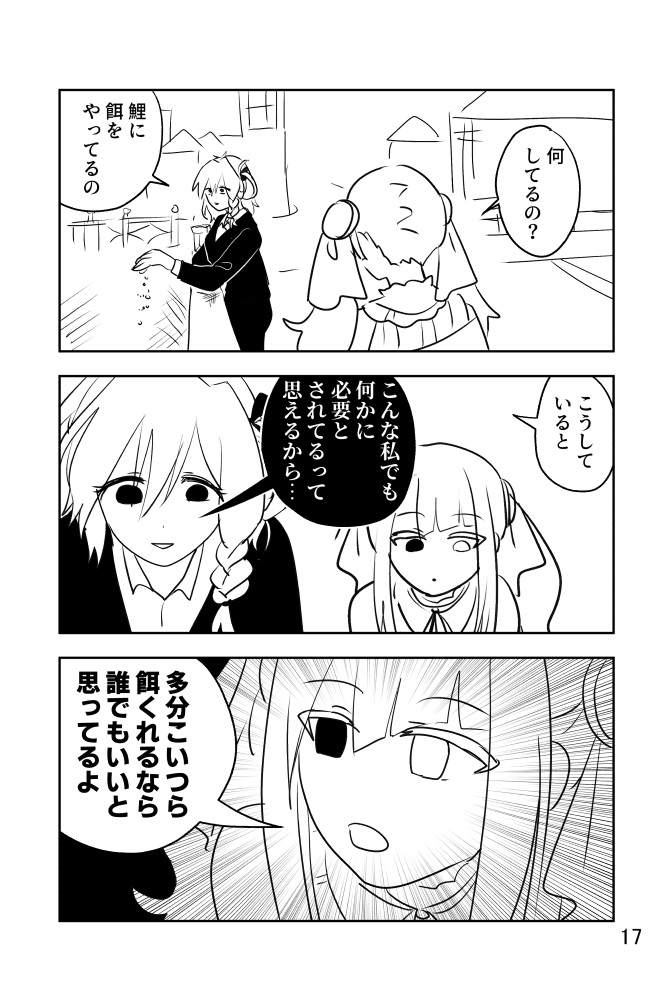 何
してるの？
鯉に
餌を
やってるの
こうして
いると
こんな私でも
何かに
必要と
されてるって
思えるから…
多分こいつら
餌くれるなら
誰でもいいと
思ってるよ
17